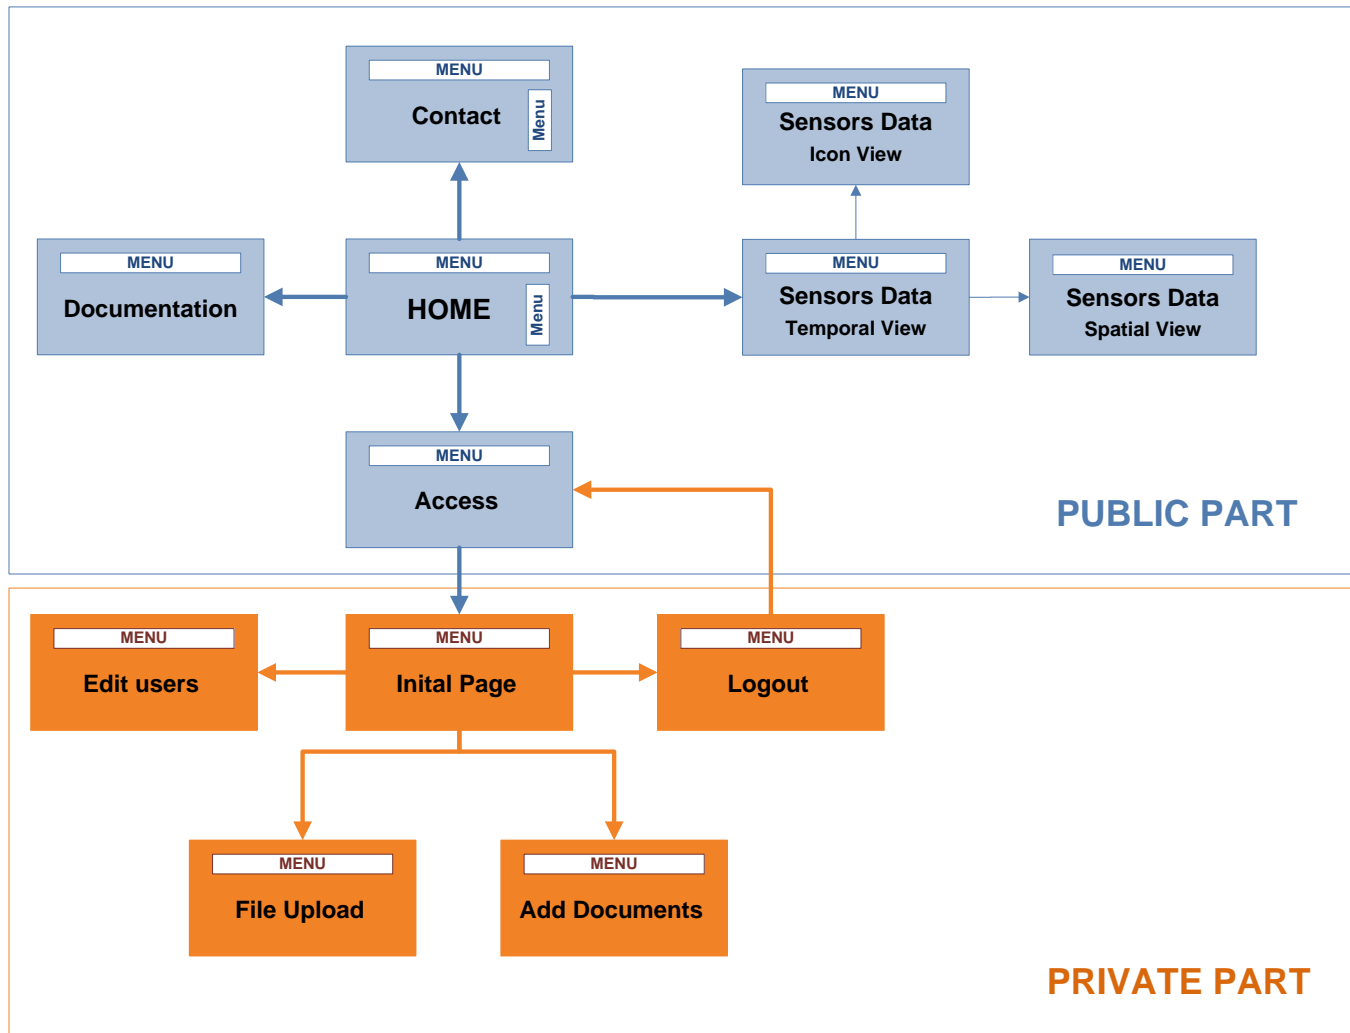 MENU
Contact
Menu
MENU
Sensors Data
Icon View
MENU
Documentation
MENU
HOME
Menu
MENU
Sensors Data
Temporal View
MENU
Sensors Data
Spatial View
MENU
Access
PUBLIC PART
MENU
Edit users
MENU
Inital Page
MENU
Logout
MENU
File Upload
MENU
Add Documents
PRIVATE PART